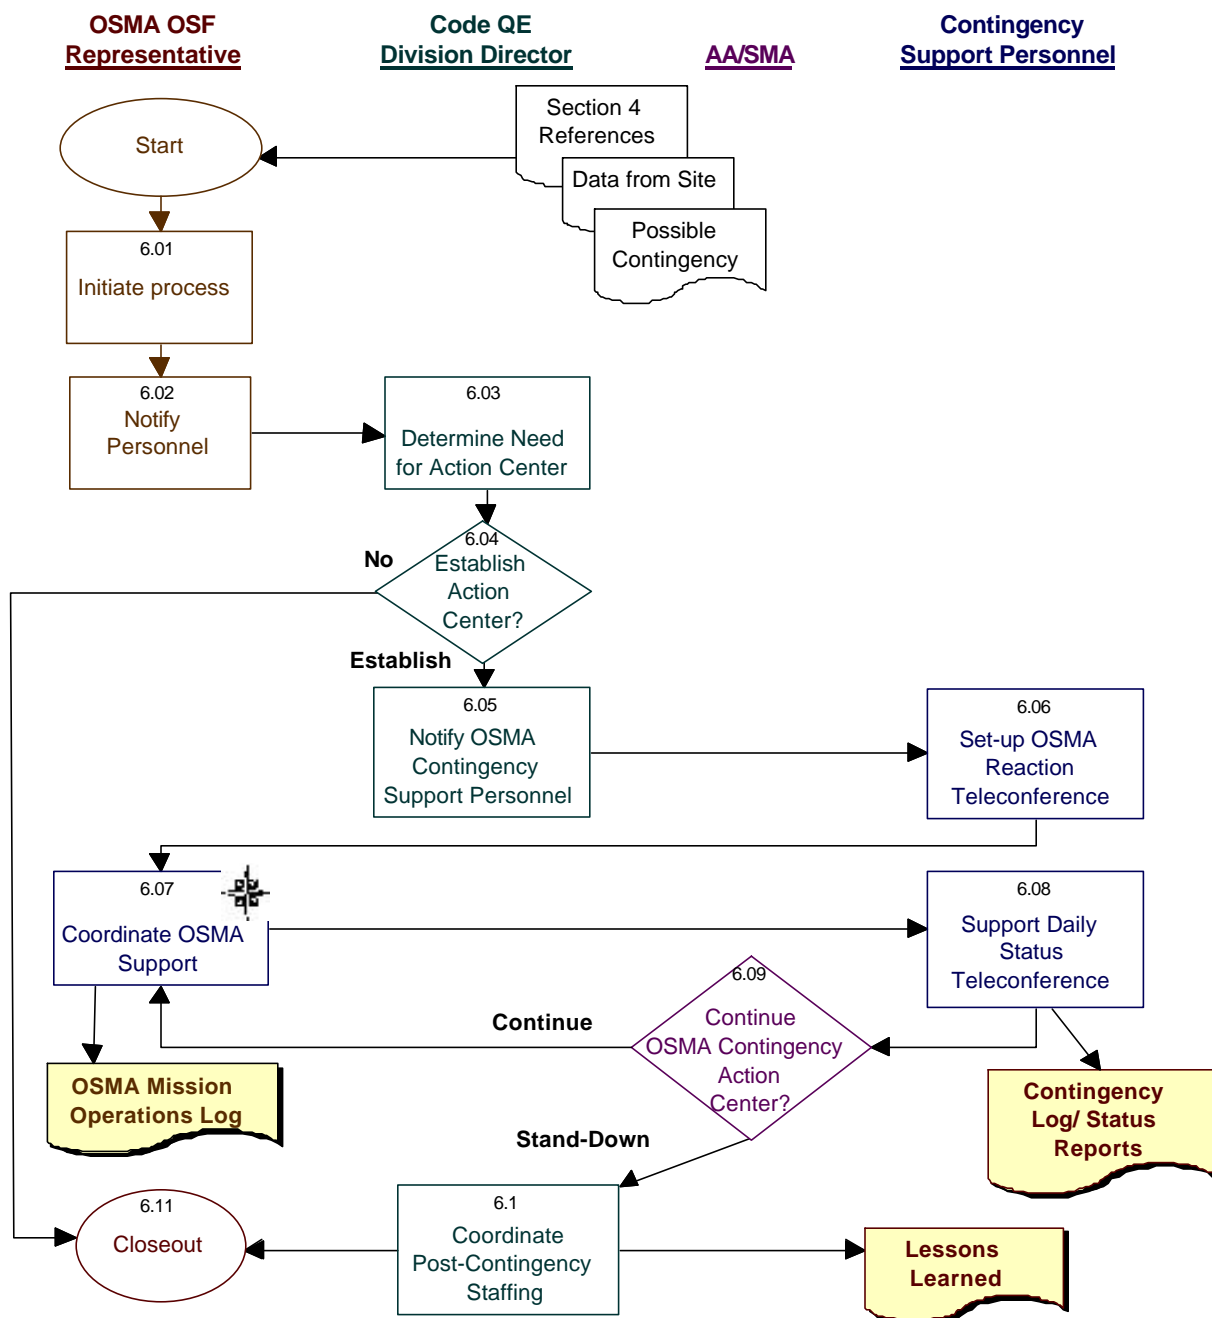 OSMA OSF
Representative
Code QE
Division Director
AA/SMA
Contingency
Support Personnel
Start
Section 4
References
Data from Site
Possible
Contingency
6.01
Initiate process
6.02
Notify
Personnel
6.03
Determine Need
for Action Center
6.04
Establish
Action
Center?
No
Establish
6.05
Notify OSMA
Contingency
Support Personnel
6.06
Set-up OSMA
Reaction
Teleconference
6.07
Coordinate OSMA
Support
6.08
Support Daily
Status
Teleconference
6.09
Continue
OSMA Contingency
Action
Center?
Continue
Stand-Down
OSMA Mission
Operations Log
Contingency
Log/ Status
Reports
6.11
Closeout
6.1
Coordinate
Post-Contingency
Staffing
Lessons
Learned